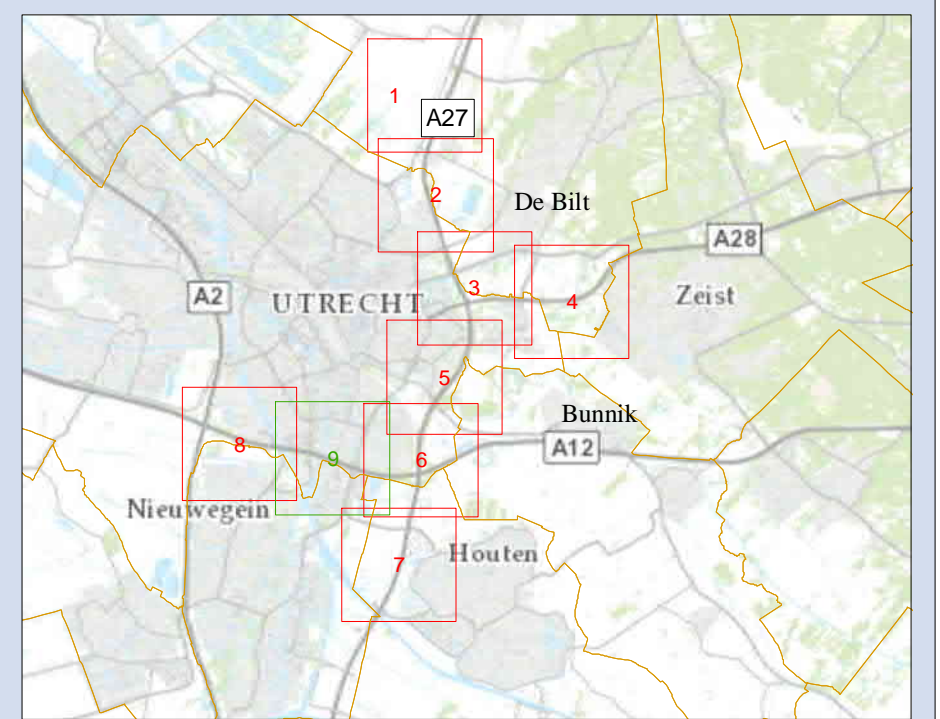 1
A27
2
De Bilt
A28
3
4
A2
UTRECHT
Zeist
5
Bunnik
8
9
6
A12
Nieuwegein
7
Houten